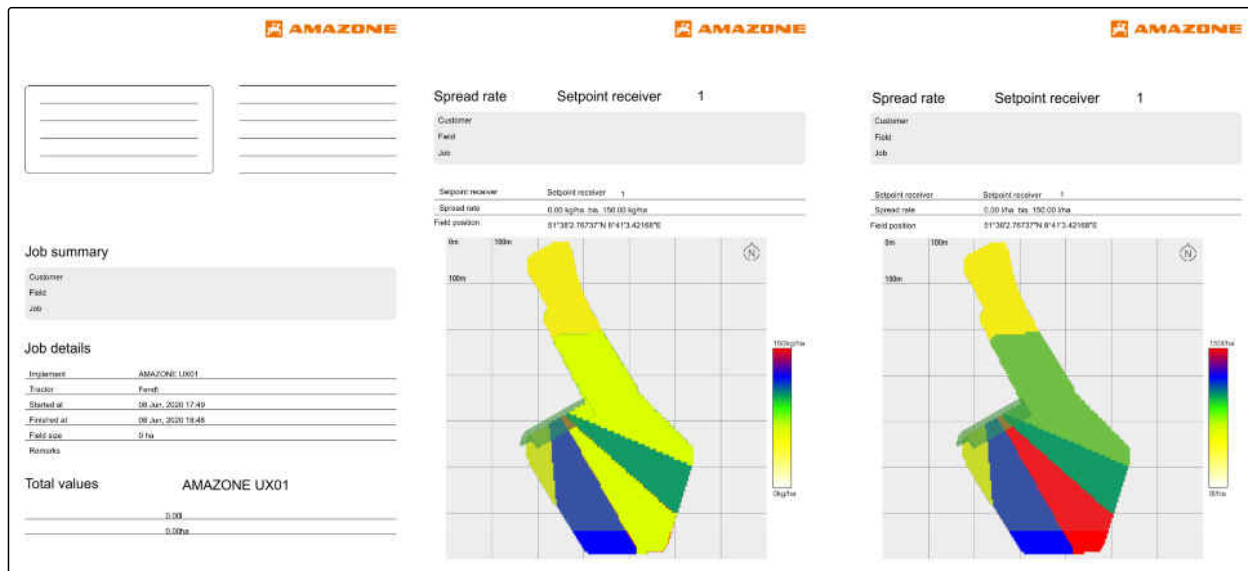 AMAZONE
Job summary
Customer
Field
Job
Job details
Implement AMAZONE UX01
Tractor Fendt
Started at 08 Jun, 2020 17:49
Finished at 08 Jun, 2020 18:48
Field size 0 ha
Remarks
Total values AMAZONE UX01
0.00l
0.00ha
AMAZONE
Spread rate Setpoint receiver 1
Customer
Field
Job
Setpoint receiver Setpoint receiver 1
Spread rate 0.00 kg/ha bis 150.00 kg/ha
Field position 51°38'2.76737"N 8°41'3.42168"E
0m 100m
N
100m
150kg/ha
0kg/ha
AMAZONE
Spread rate Setpoint receiver 1
Customer
Field
Job
Setpoint receiver Setpoint receiver 1
Spread rate 0.00 l/ha bis 150.00 l/ha
Field position 51°38'2.76737"N 8°41'3.42168"E
0m 100m
N
100m
150l/ha
0l/ha